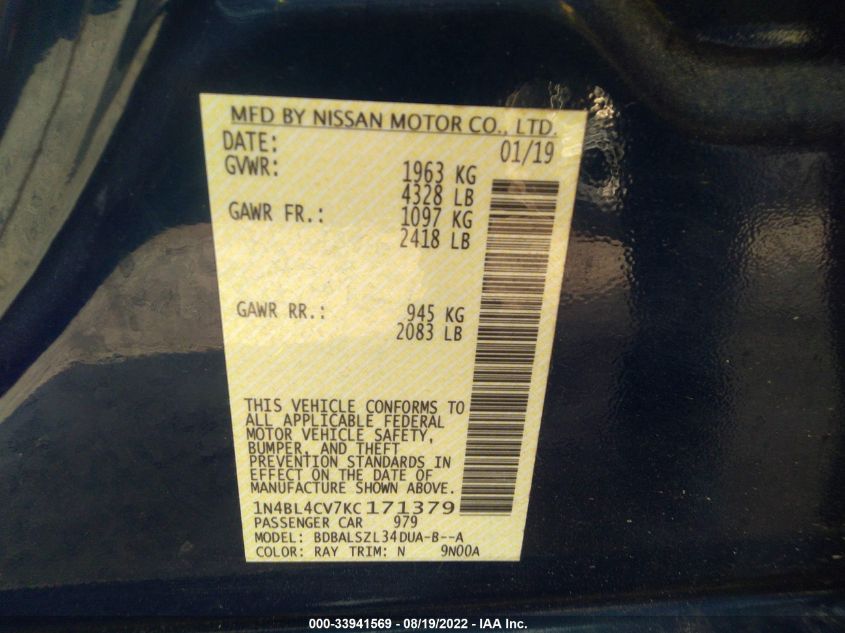 MFD BY NISSAN MOTOR CO., LTD.
DATE: 01/19
GVWR: 1963 KG
4328 LB
GAWR FR.: 1097 KG
2418 LB
GAWR RR.: 945 KG
2083 LB
THIS VEHICLE CONFORMS TO
ALL APPLICABLE FEDERAL
MOTOR VEHICLE SAFETY,
BUMPER, AND THEFT
PREVENTION STANDARDS IN
EFFECT ON THE DATE OF
MANUFACTURE SHOWN ABOVE.
1N4BL4CV7KC171379
PASSENGER CAR 979
MODEL: BDBALSZL34DUA-B--A
COLOR: RAY TRIM: N 9N00A
000-33941569 - 08/19/2022 - IAA Inc.